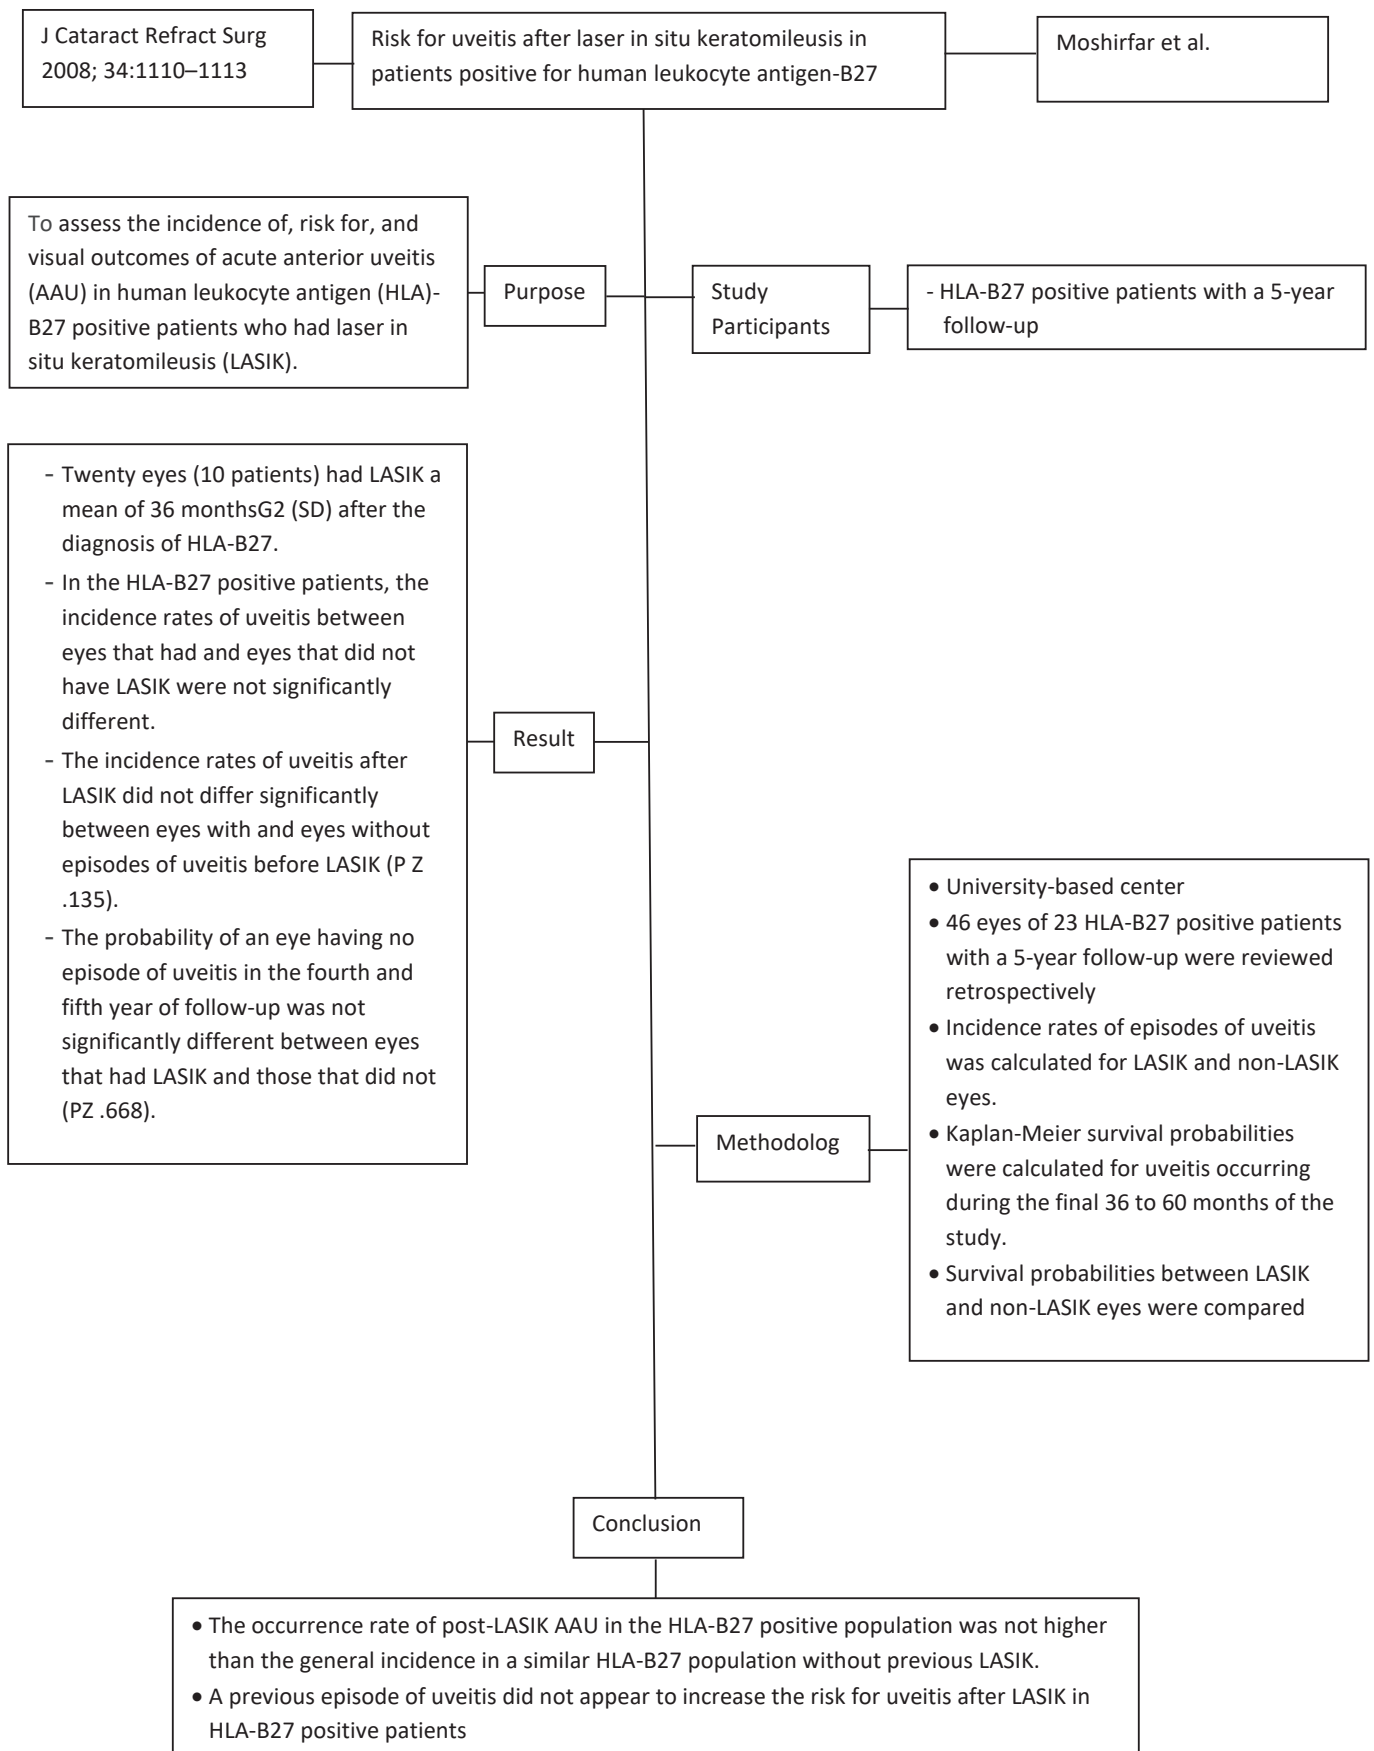 J Cataract Refract Surg
2008; 34:1110–1113
Risk for uveitis after laser in situ keratomileusis in
patients positive for human leukocyte antigen-B27
Moshirfar et al.
To assess the incidence of, risk for, and
visual outcomes of acute anterior uveitis
(AAU) in human leukocyte antigen (HLA)-
B27 positive patients who had laser in
situ keratomileusis (LASIK).
Purpose
Study
Participants
- HLA-B27 positive patients with a 5-year
follow-up
- Twenty eyes (10 patients) had LASIK a
mean of 36 monthsG2 (SD) after the
diagnosis of HLA-B27.
- In the HLA-B27 positive patients, the
incidence rates of uveitis between
eyes that had and eyes that did not
have LASIK were not significantly
different.
- The incidence rates of uveitis after
LASIK did not differ significantly
between eyes with and eyes without
episodes of uveitis before LASIK (P Z
.135).
- The probability of an eye having no
episode of uveitis in the fourth and
fifth year of follow-up was not
significantly different between eyes
that had LASIK and those that did not
(PZ .668).
Result
Methodolog
• University-based center
• 46 eyes of 23 HLA-B27 positive patients
with a 5-year follow-up were reviewed
retrospectively
• Incidence rates of episodes of uveitis
was calculated for LASIK and non-LASIK
eyes.
• Kaplan-Meier survival probabilities
were calculated for uveitis occurring
during the final 36 to 60 months of the
study.
• Survival probabilities between LASIK
and non-LASIK eyes were compared
Conclusion
• The occurrence rate of post-LASIK AAU in the HLA-B27 positive population was not higher
than the general incidence in a similar HLA-B27 population without previous LASIK.
• A previous episode of uveitis did not appear to increase the risk for uveitis after LASIK in
HLA-B27 positive patients